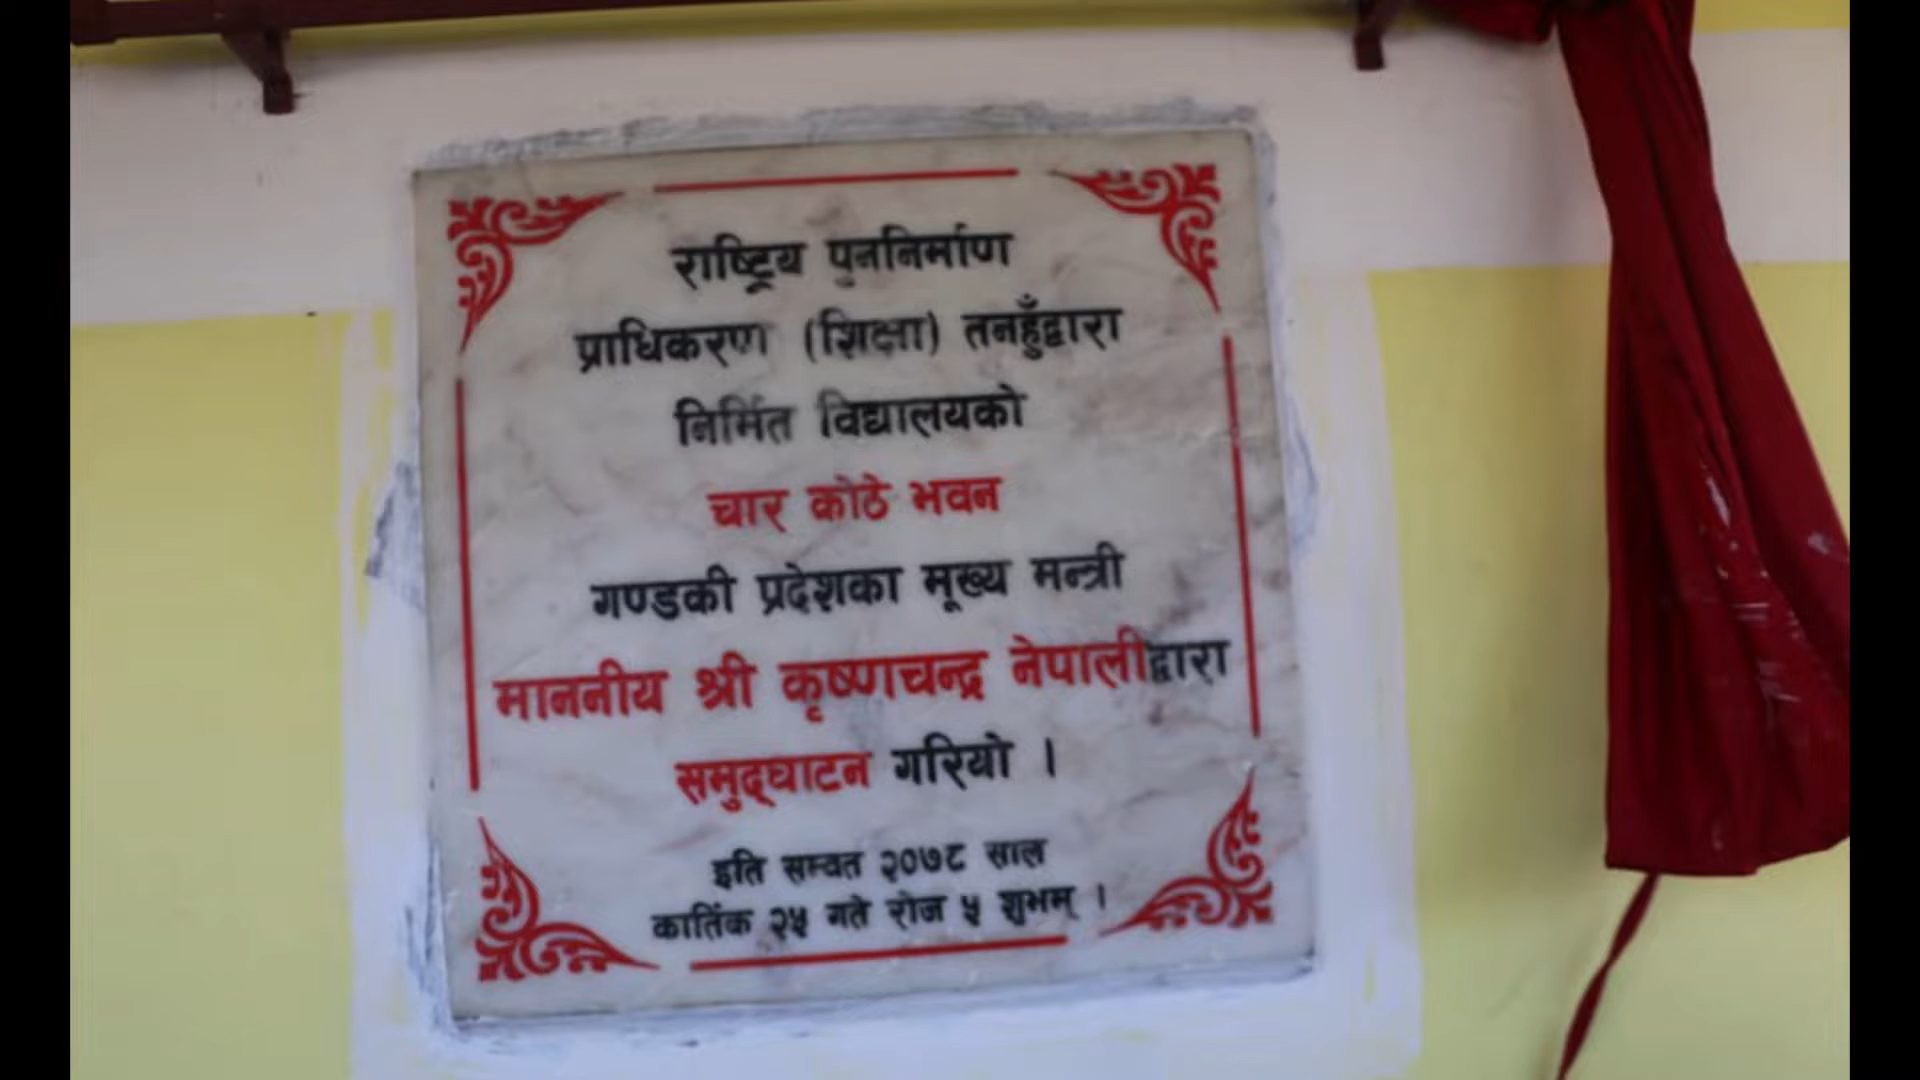 राष्ट्रिय पुननिर्माण
प्राधिकरण (शिक्षा) तनहुँद्वारा
निर्मित विद्यालयको
चार कोठे भवन
गण्डकी प्रदेशका मूख्य मन्त्री
माननीय श्री कृष्णचन्द्र नेपालीद्वारा
समुद्‌घाटन गरियो ।
इति सम्वत २०७८ साल
कार्तिक २५ गते रोज ५ शुभम् ।